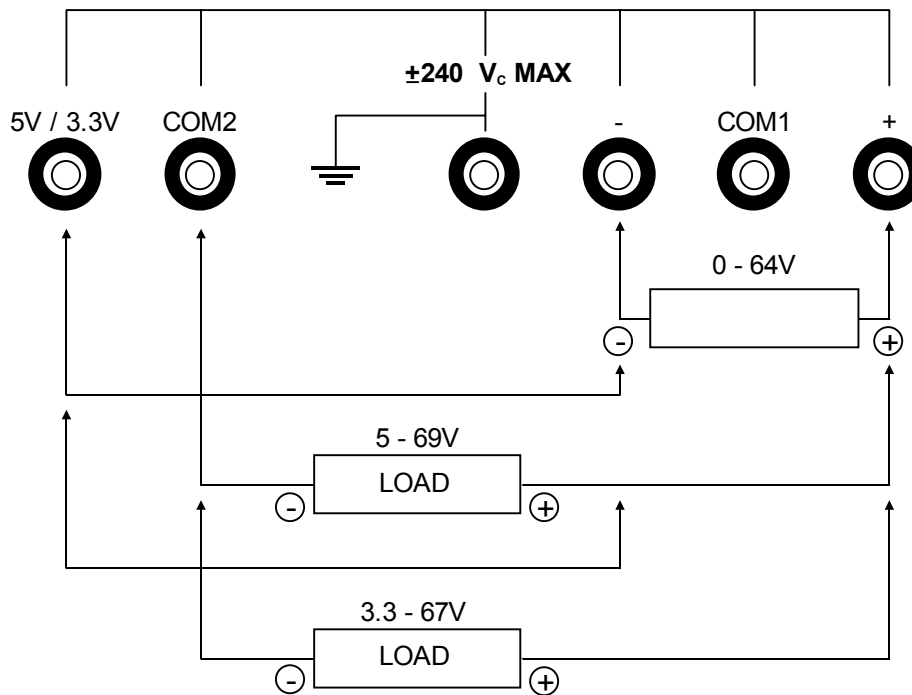 ±240 Vc MAX
5V / 3.3V COM2 - COM1 +
0 - 64V
- +
5 - 69V
LOAD
- +
3.3 - 67V
LOAD
- +